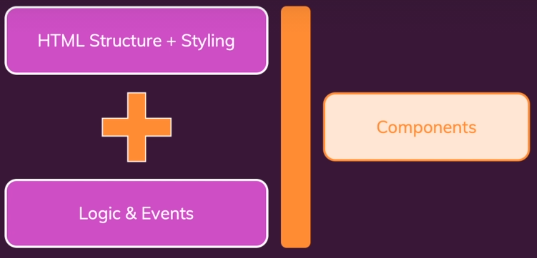 HTML Structure + Styling
Components
Logic & Events